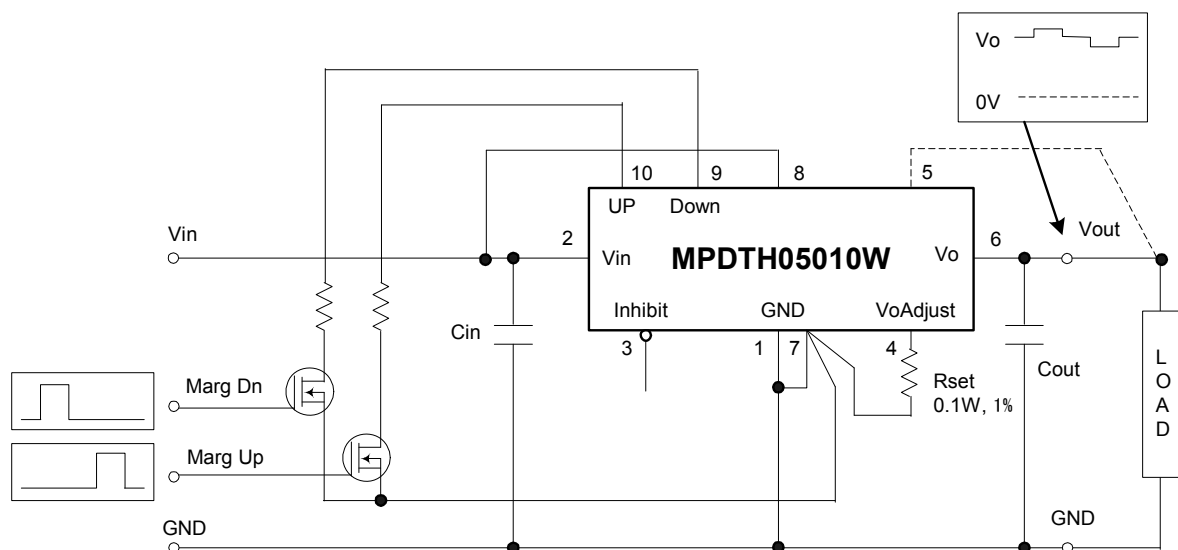 Vo
0V
10
9
8
5
UP
Down
Vin
2
Vin
MPDTH05010W
Vo
6
Vout
Inhibit
GND
VoAdjust
Cin
3
1
7
4
Rset
0.1W, 1%
Cout
L
O
A
D
Marg Dn
Marg Up
GND
GND